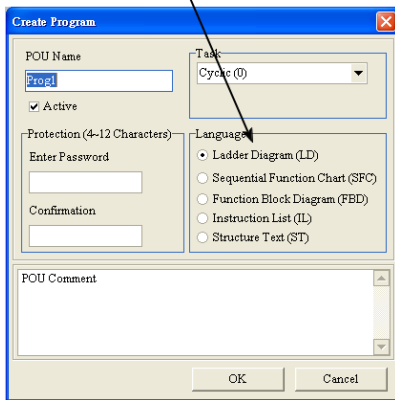 Create Program
POU Name
Prog1
Active
Task
Cyclic (0)
Protection (4~12 Characters)
Enter Password
Confirmation
Language
Ladder Diagram (LD)
Sequential Function Chart (SFC)
Function Block Diagram (FBD)
Instruction List (IL)
Structure Text (ST)
POU Comment
OK
Cancel